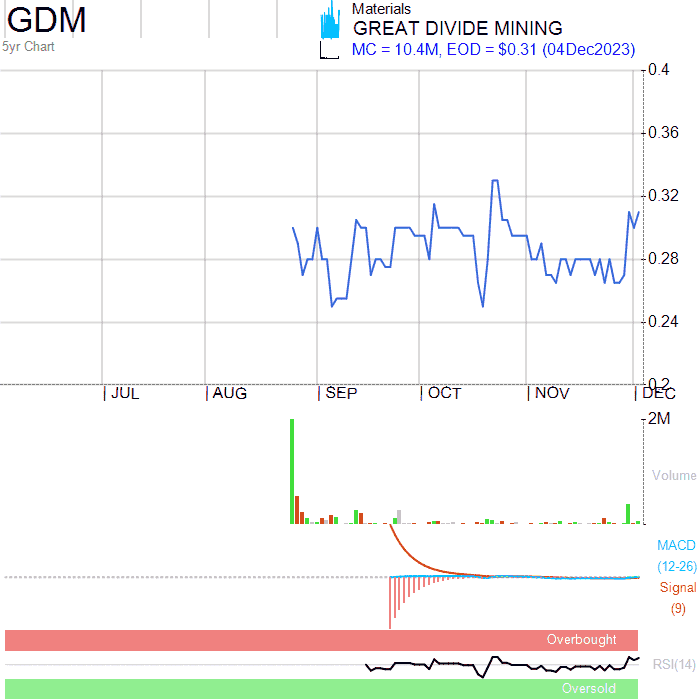 GDM
5yr Chart
Materials
GREAT DIVIDE MINING
MC = 10.4M, EOD = $0.31 (04Dec2023)
0.4
0.36
0.32
0.28
0.24
0.2
JUL AUG SEP OCT NOV DEC
2M
Volume
MACD
(12-26)
Signal
(9)
Overbought
RSI(14)
Oversold